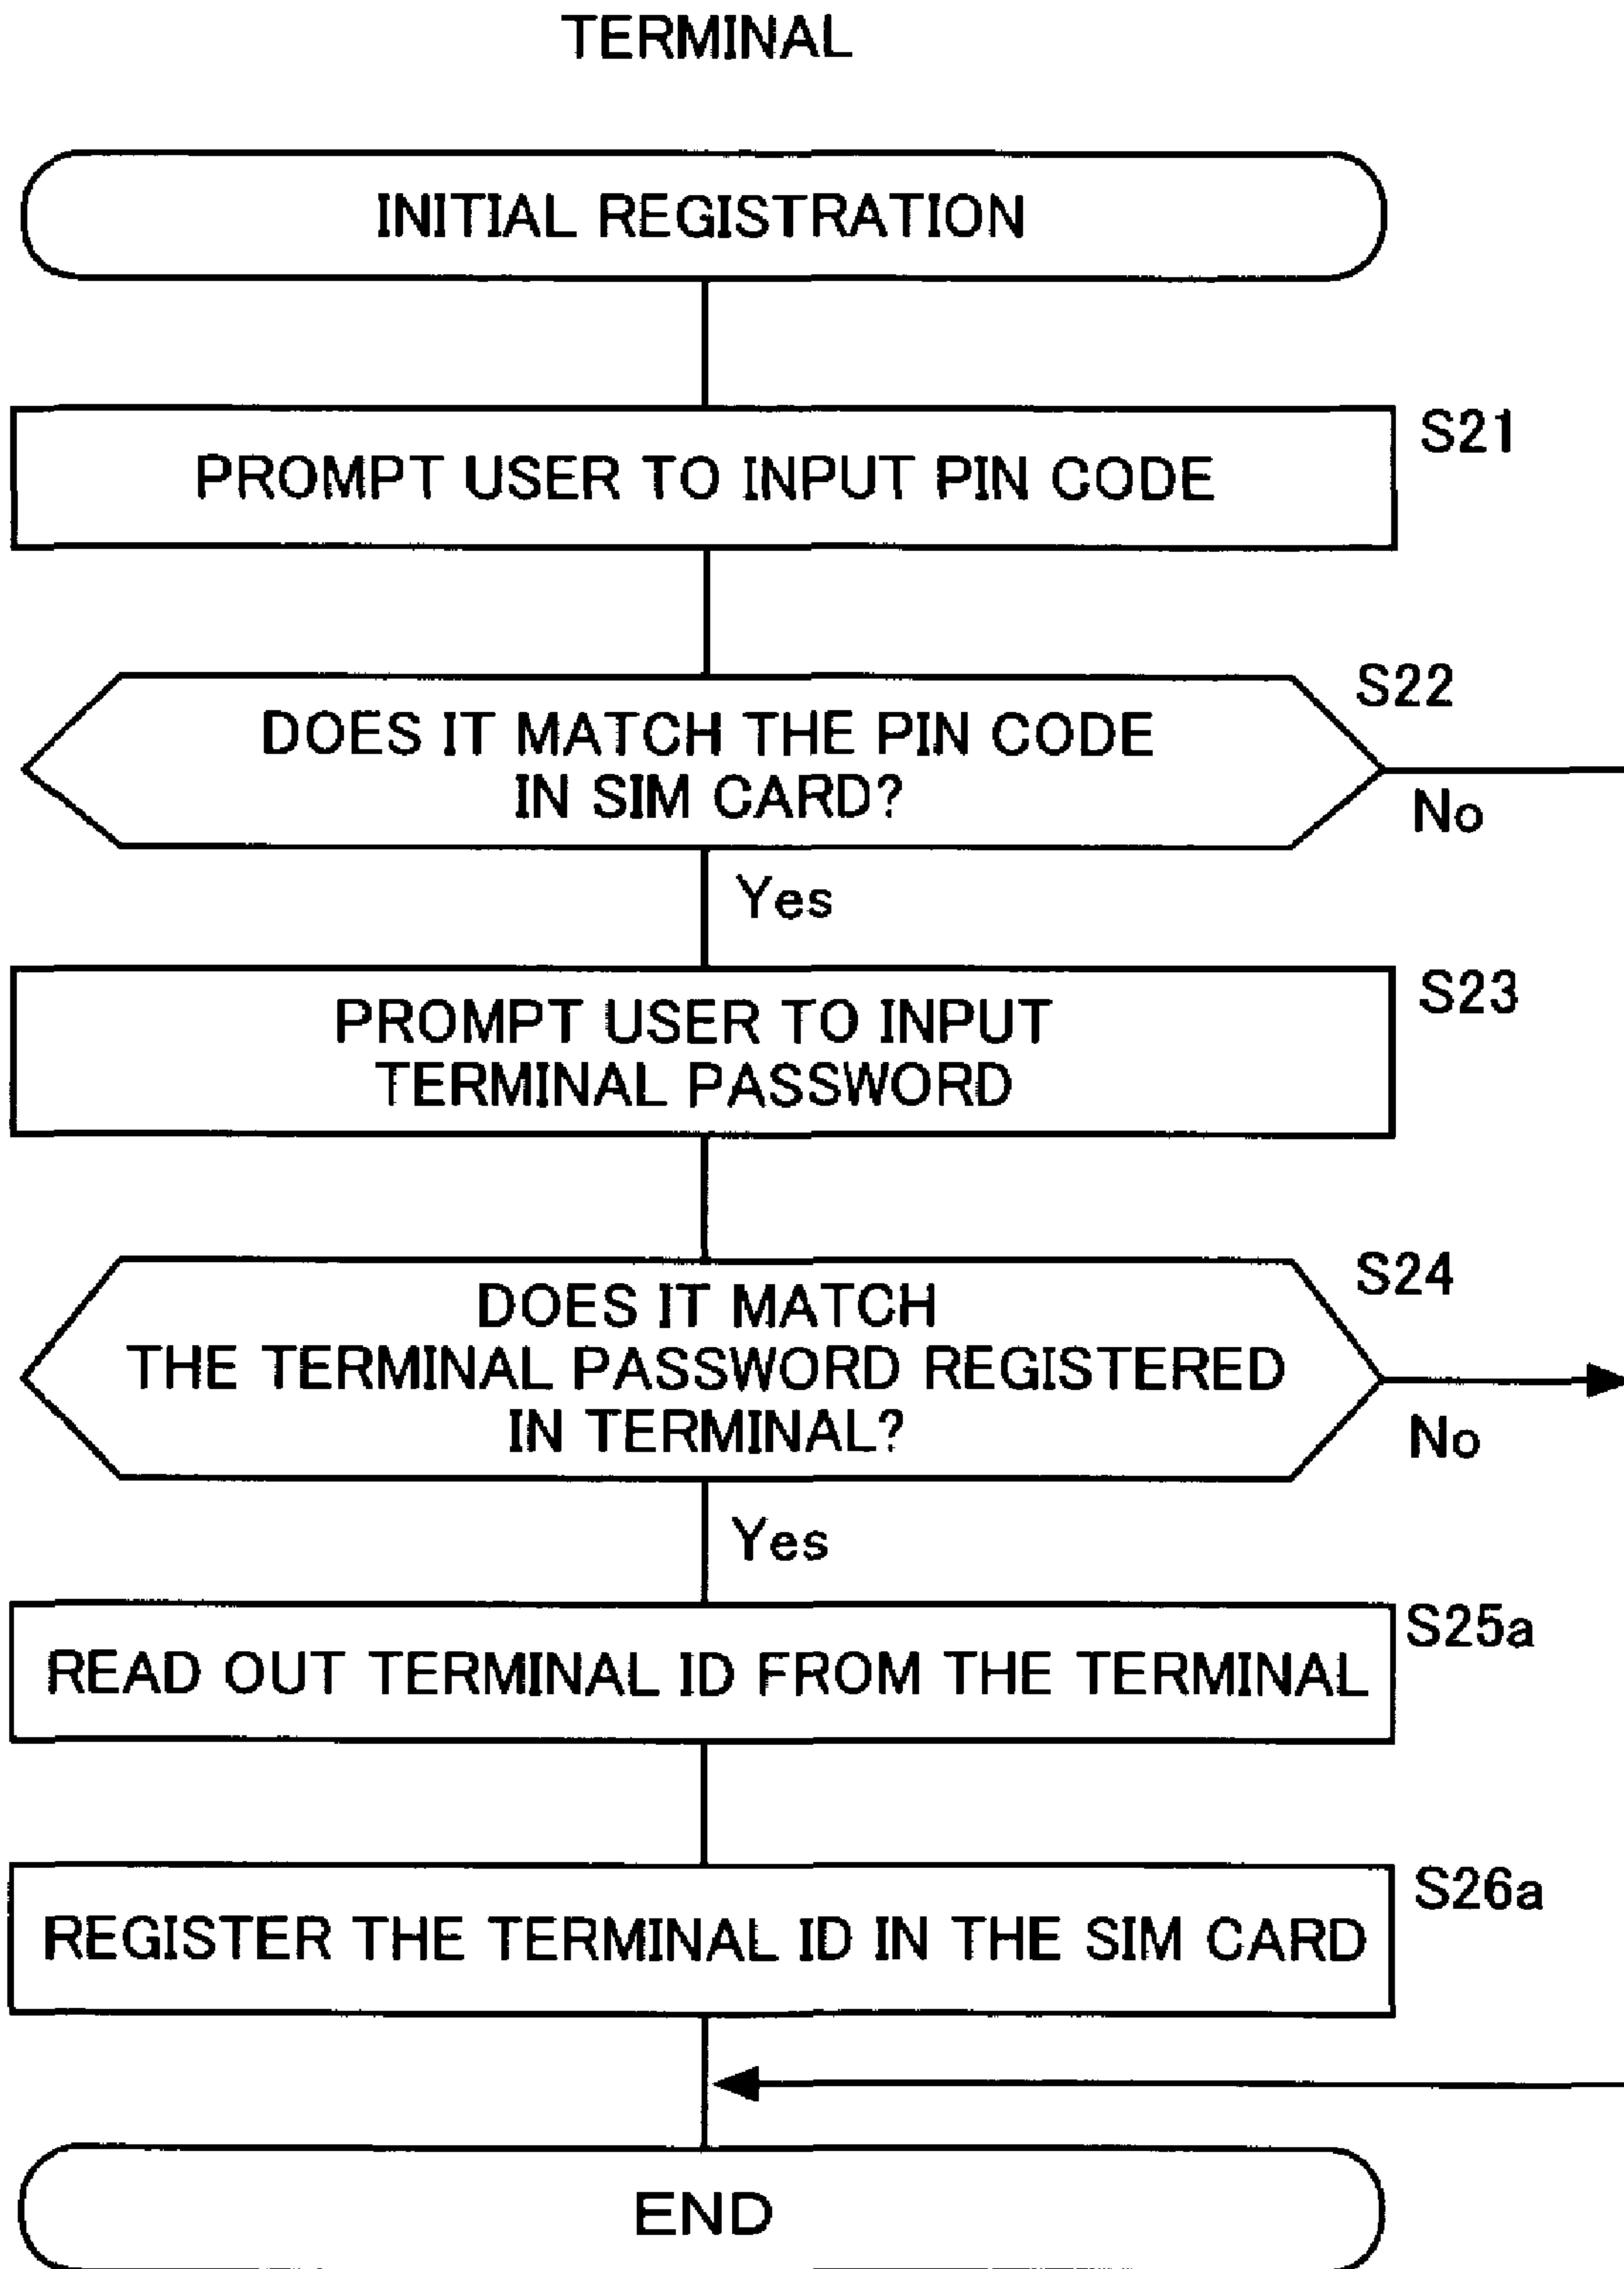 TERMINAL
INITIAL REGISTRATION
S21
PROMPT USER TO INPUT PIN CODE
S22
DOES IT MATCH THE PIN CODE
IN SIM CARD?
No
Yes
S23
PROMPT USER TO INPUT
TERMINAL PASSWORD
S24
DOES IT MATCH
THE TERMINAL PASSWORD REGISTERED
IN TERMINAL?
No
Yes
S25a
READ OUT TERMINAL ID FROM THE TERMINAL
S26a
REGISTER THE TERMINAL ID IN THE SIM CARD
END